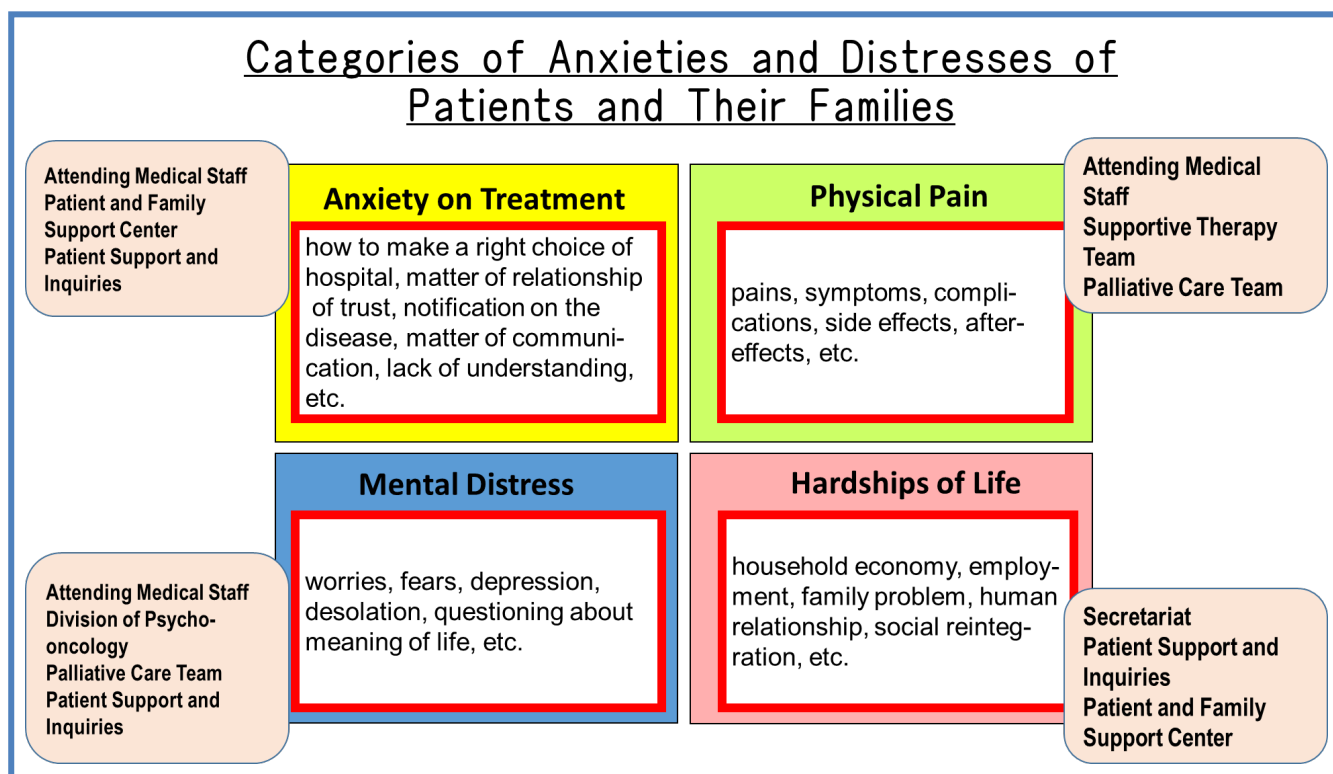 Categories of Anxieties and Distresses of
Patients and Their Families
Attending Medical Staff
Patient and Family
Support Center
Patient Support and
Inquiries
Anxiety on Treatment
how to make a right choice of
hospital, matter of relationship
of trust, notification on the
disease, matter of communi-
cation, lack of understanding,
etc.
Physical Pain
pains, symptoms, compli-
cations, side effects, after-
effects, etc.
Attending Medical
Staff
Supportive Therapy
Team
Palliative Care Team
Attending Medical Staff
Division of Psycho-
oncology
Palliative Care Team
Patient Support and
Inquiries
Mental Distress
worries, fears, depression,
desolation, questioning about
meaning of life, etc.
Hardships of Life
household economy, employ-
ment, family problem, human
relationship, social reinteg-
ration, etc.
Secretariat
Patient Support and
Inquiries
Patient and Family
Support Center